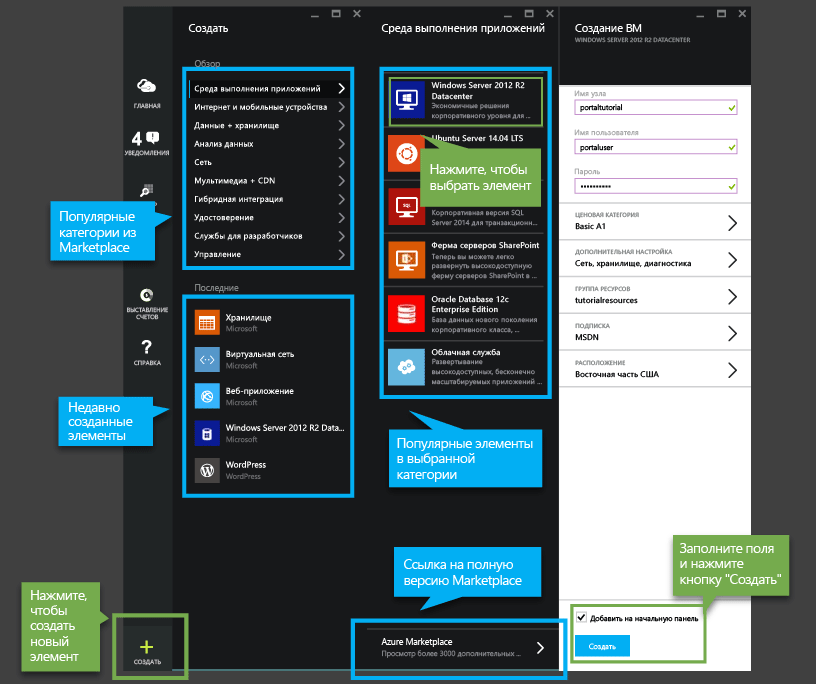 ГЛАВНАЯ
4
УВЕДОМЛЕНИЯ
ВЫСТАВЛЕНИЕ
СЧЕТОВ
?
СПРАВКА
Нажмите,
чтобы
создать
новый
элемент
СОЗДАТЬ
Создать
Обзор
Среда выполнения приложений
Интернет и мобильные устройства
Данные + хранилище
Анализ данных
Сеть
Мультимедиа + CDN
Гибридная интеграция
Удостоверение
Службы для разработчиков
Управление
Популярные
категории из
Marketplace
Последние
Хранилище
Microsoft
Виртуальная сеть
Microsoft
Веб-приложение
Microsoft
Windows Server 2012 R2 Data...
Microsoft
WordPress
WordPress
Недавно
созданные
элементы
Среда выполнения приложений
Windows Server 2012 R2
Datacenter
Экономичные решения
корпоративного уровня для ...
Ubuntu Server 14.04 LTS
Нажмите, чтобы
выбрать элемент
SQL
Корпоративная версия SQL
Server 2014 для транзакционн...
Ферма серверов SharePoint
Теперь вы можете легко
развернуть высокодоступную
ферму серверов SharePoint в ...
Oracle Database 12c
Enterprise Edition
База данных нового поколения
корпоративного класса, ...
Облачная служба
Развертывание
высокодоступных, бесконечно
масштабируемых приложений ...
Популярные элементы
в выбранной
категории
Ссылка на полную
версию Marketplace
Azure Marketplace
Просмотр более 3000 дополнительных ...
Создание ВМ
WINDOWS SERVER 2012 R2 DATACENTER
Имя узла
portaltutorial
Имя пользователя
portaluser
Пароль
••••••••••
ЦЕНОВАЯ КАТЕГОРИЯ
Basic A1
ДОПОЛНИТЕЛЬНАЯ НАСТРОЙКА
Сеть, хранилище, диагностика
ГРУППА РЕСУРСОВ
tutorialresources
ПОДПИСКА
MSDN
РАСПОЛОЖЕНИЕ
Восточная часть США
Заполните поля
и нажмите
кнопку "Создать"
Добавить на начальную панель
Создать